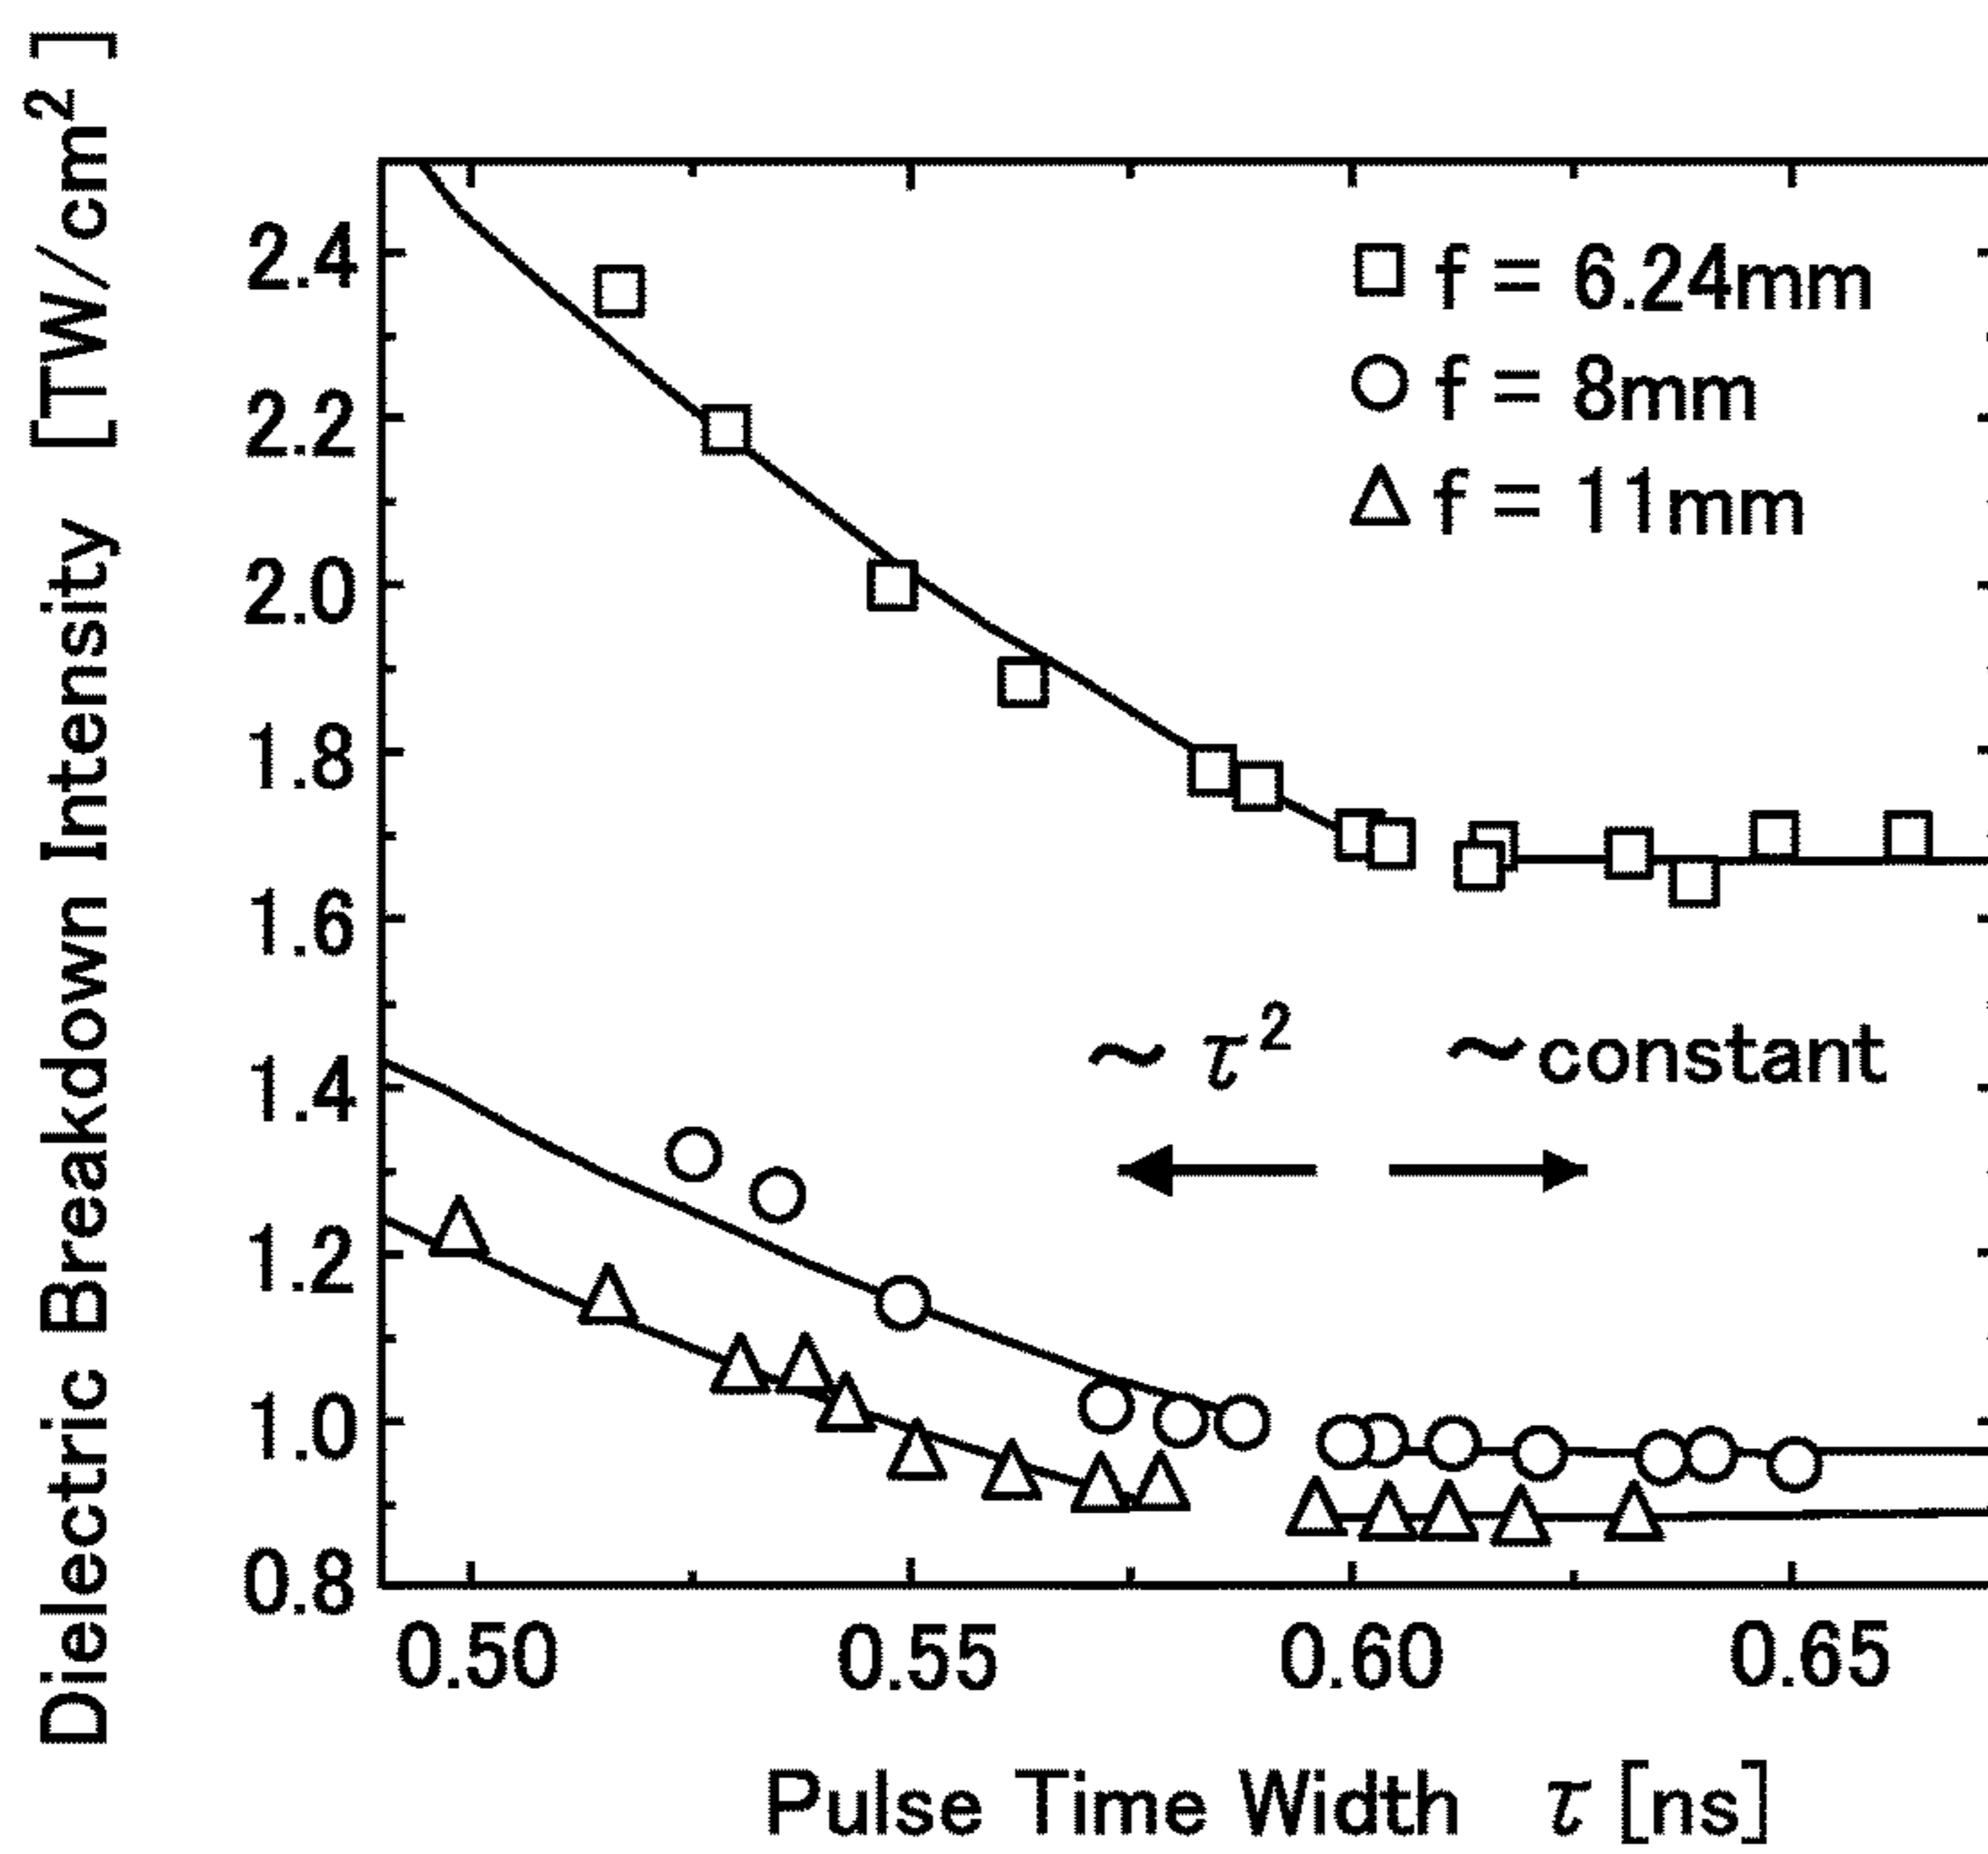 Dielectric Breakdown Intensity [TW/cm²]
2.4
2.2
2.0
1.8
1.6
1.4
1.2
1.0
0.8
f = 6.24mm
f = 8mm
f = 11mm
~ τ² ~constant
0.50 0.55 0.60 0.65
Pulse Time Width τ [ns]